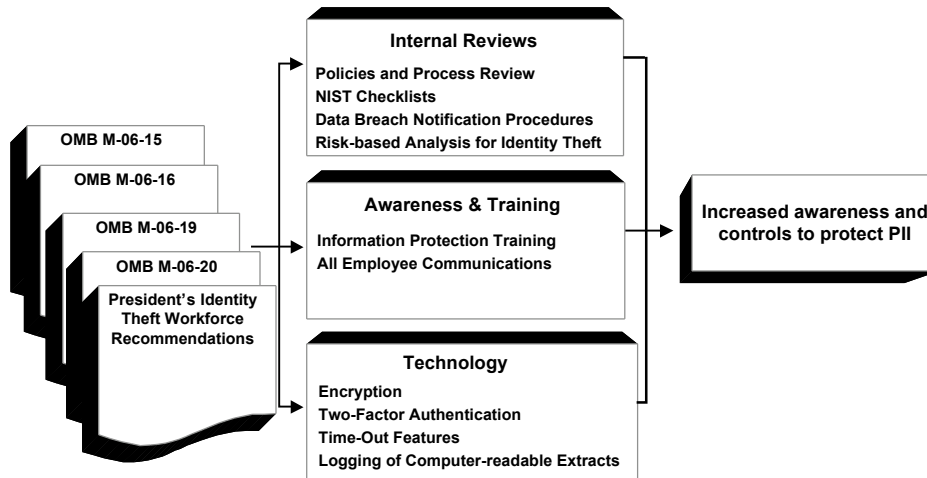 OMB M-06-15
OMB M-06-16
OMB M-06-19
OMB M-06-20
President's Identity
Theft Workforce
Recommendations
Internal Reviews
Policies and Process Review
NIST Checklists
Data Breach Notification Procedures
Risk-based Analysis for Identity Theft
Awareness & Training
Information Protection Training
All Employee Communications
Technology
Encryption
Two-Factor Authentication
Time-Out Features
Logging of Computer-readable Extracts
Increased awareness and
controls to protect PII